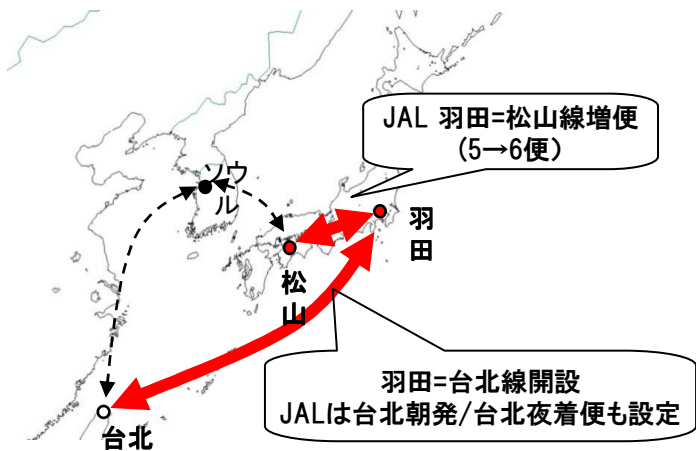 JAL 羽田=松山線増便
(5→6便)
ソウ
ル
羽
田
松
山
羽田=台北線開設
JALは台北朝発/台北夜着便も設定
台北